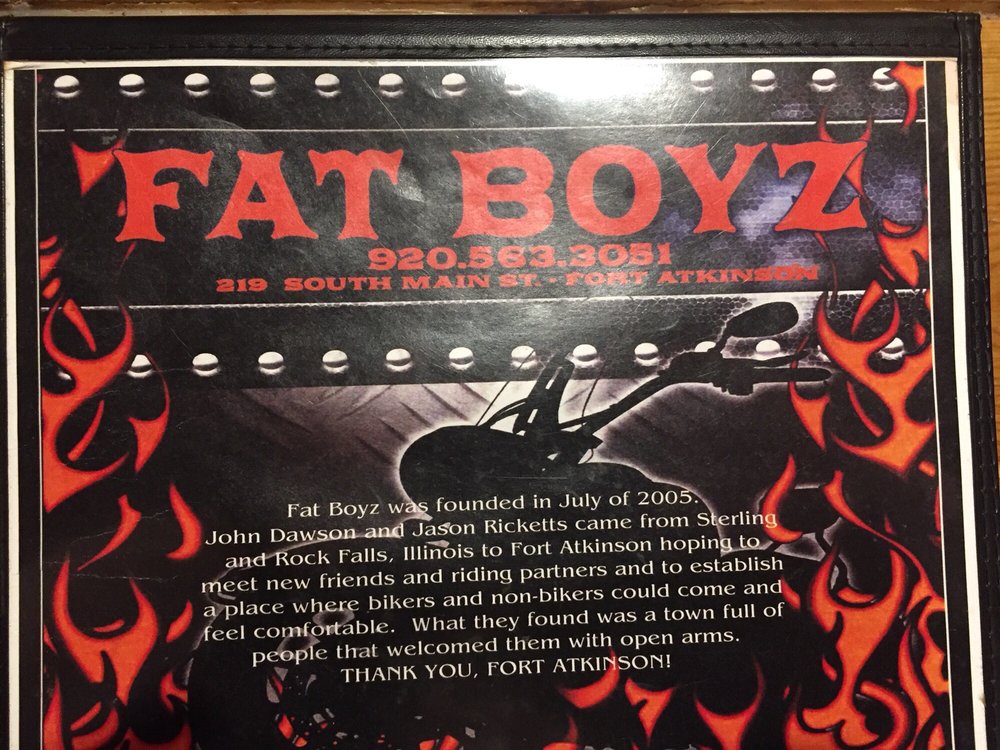 FAT BOYZ
920.563.3051
219 SOUTH MAIN ST. - FORT ATKINSON
Fat Boyz was founded in July of 2005.
John Dawson and Jason Ricketts came from Sterling
and Rock Falls, Illinois to Fort Atkinson hoping to
meet new friends and riding partners and to establish
a place where bikers and non-bikers could come and
feel comfortable.  What they found was a town full of
people that welcomed them with open arms.
THANK YOU, FORT ATKINSON!